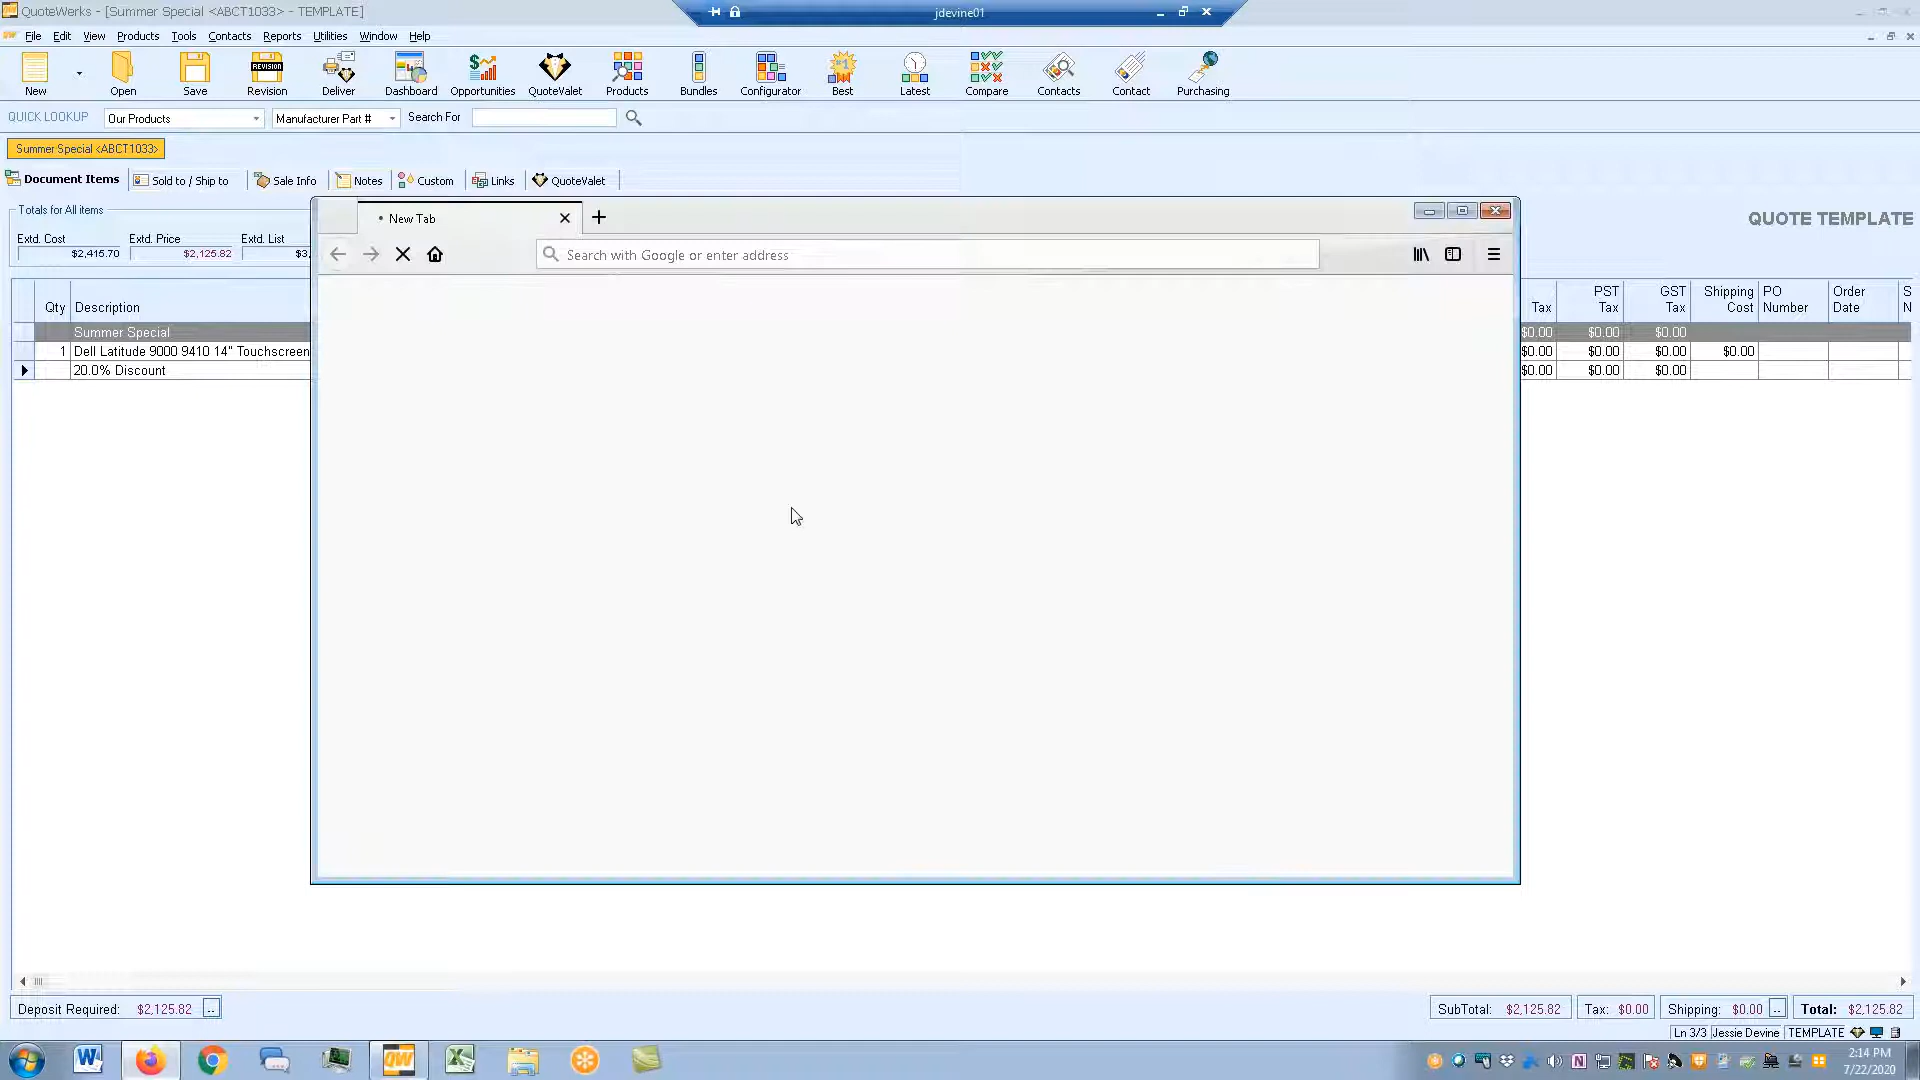 QuoteWerks - [Summer Special <ABCT1033> - TEMPLATE]
jdevine01
File Edit View Products Tools Contacts Reports Utilities Window Help
REVISION
#1
New Open Save Revision Deliver Dashboard Opportunities QuoteValet Products Bundles Configurator Best Latest Compare Contacts Contact Purchasing
QUICK LOOKUP Our Products Manufacturer Part # Search For
Summer Special <ABCT1033>
Document Items Sold to / Ship to Sale Info Notes Custom Links QuoteValet
Totals for All items
QUOTE TEMPLATE
New Tab
Extd. Cost Extd. Price Extd. List
$2,415.70 $2,125.82 $3,
Search with Google or enter address
Qty Description Tax PST Tax GST Tax Shipping Cost PO Number Order Date S N
Summer Special $0.00 $0.00 $0.00
1 Dell Latitude 9000 9410 14" Touchscreen $0.00 $0.00 $0.00 $0.00
20.0% Discount $0.00 $0.00 $0.00
Deposit Required: $2,125.82 .. SubTotal: $2,125.82 Tax: $0.00 Shipping: $0.00 .. Total: $2,125.82
Ln 3/3 Jessie Devine TEMPLATE
W QW X N
2:14 PM
7/22/2020